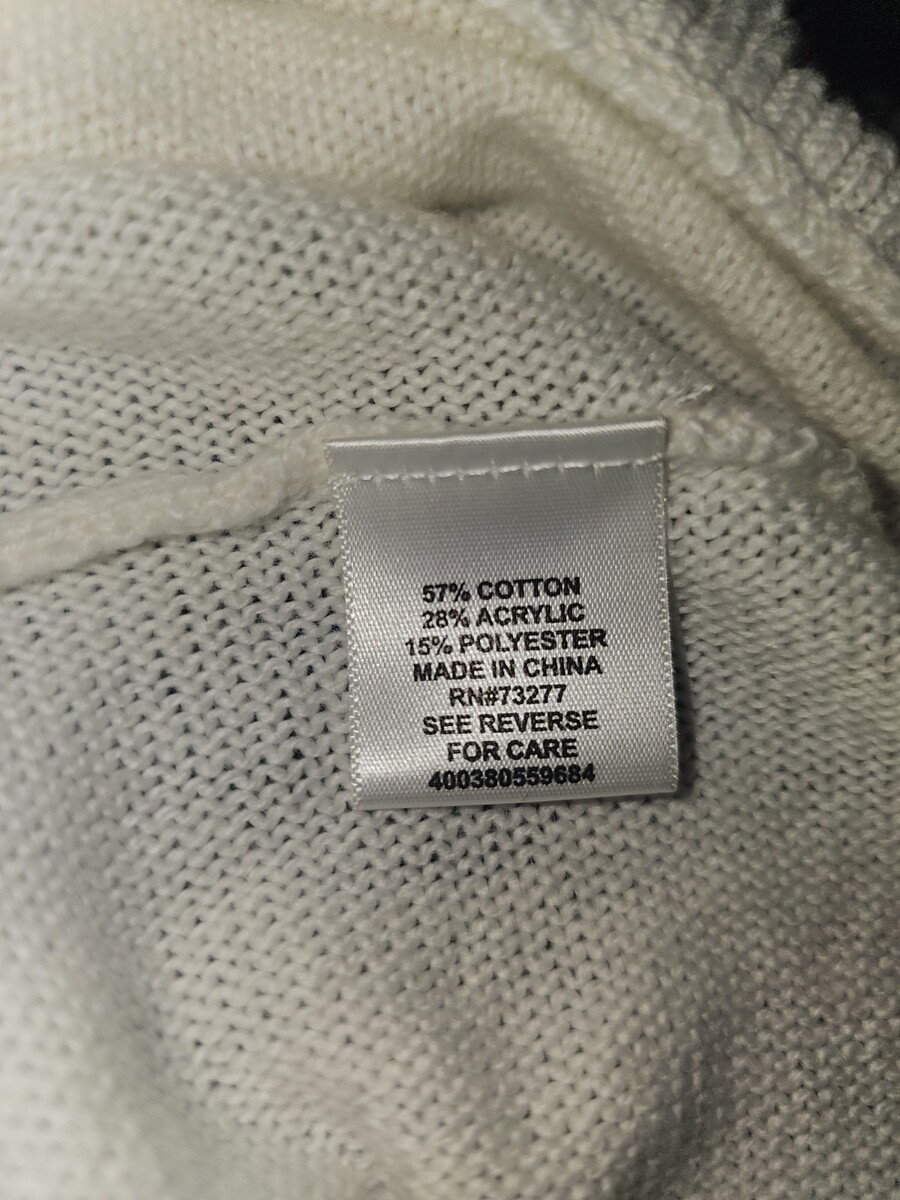 57% COTTON
28% ACRYLIC
15% POLYESTER
MADE IN CHINA
RN#73277
SEE REVERSE
FOR CARE
400380559684